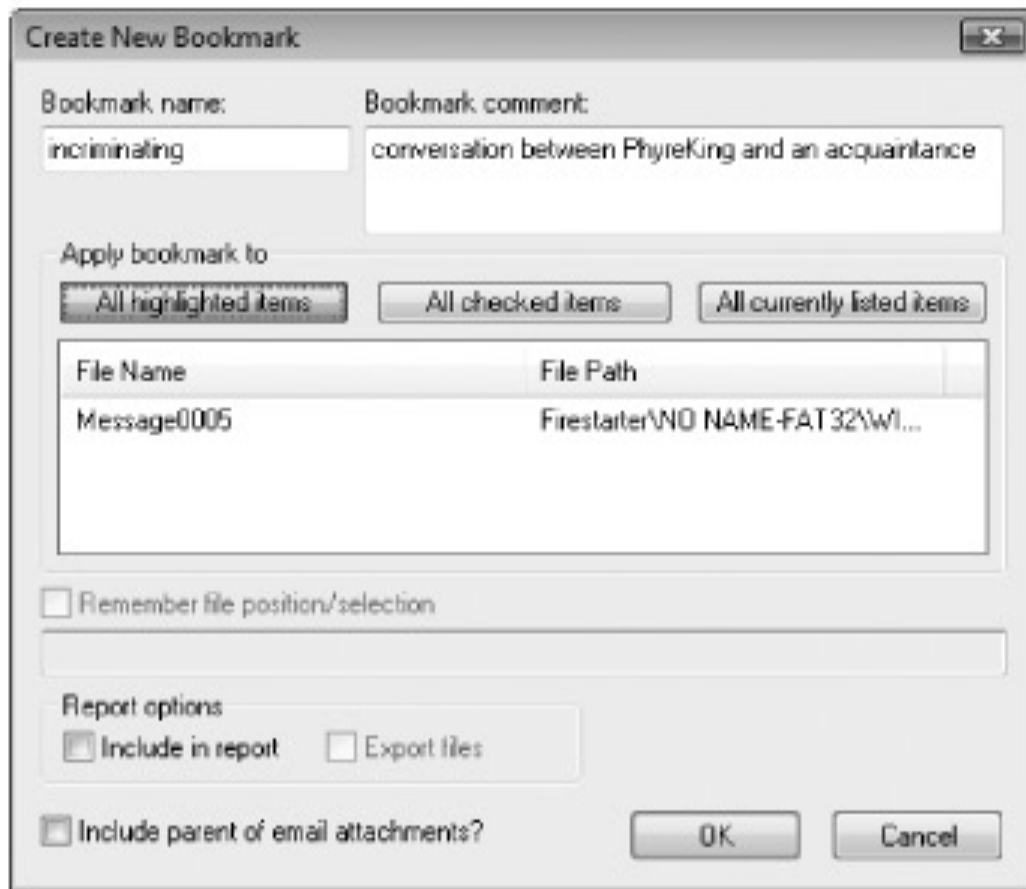 Create New Bookmark
Bookmark name: Bookmark comment:
incriminating conversation between PhyreKing and an acquaintance
Apply bookmark to
All highlighted items All checked items All currently listed items
File Name File Path
Message0005 Firestarter\NO NAME-FAT32\WI...
Remember file position/selection
Report options
Include in report Export files
Include parent of email attachments? OK Cancel